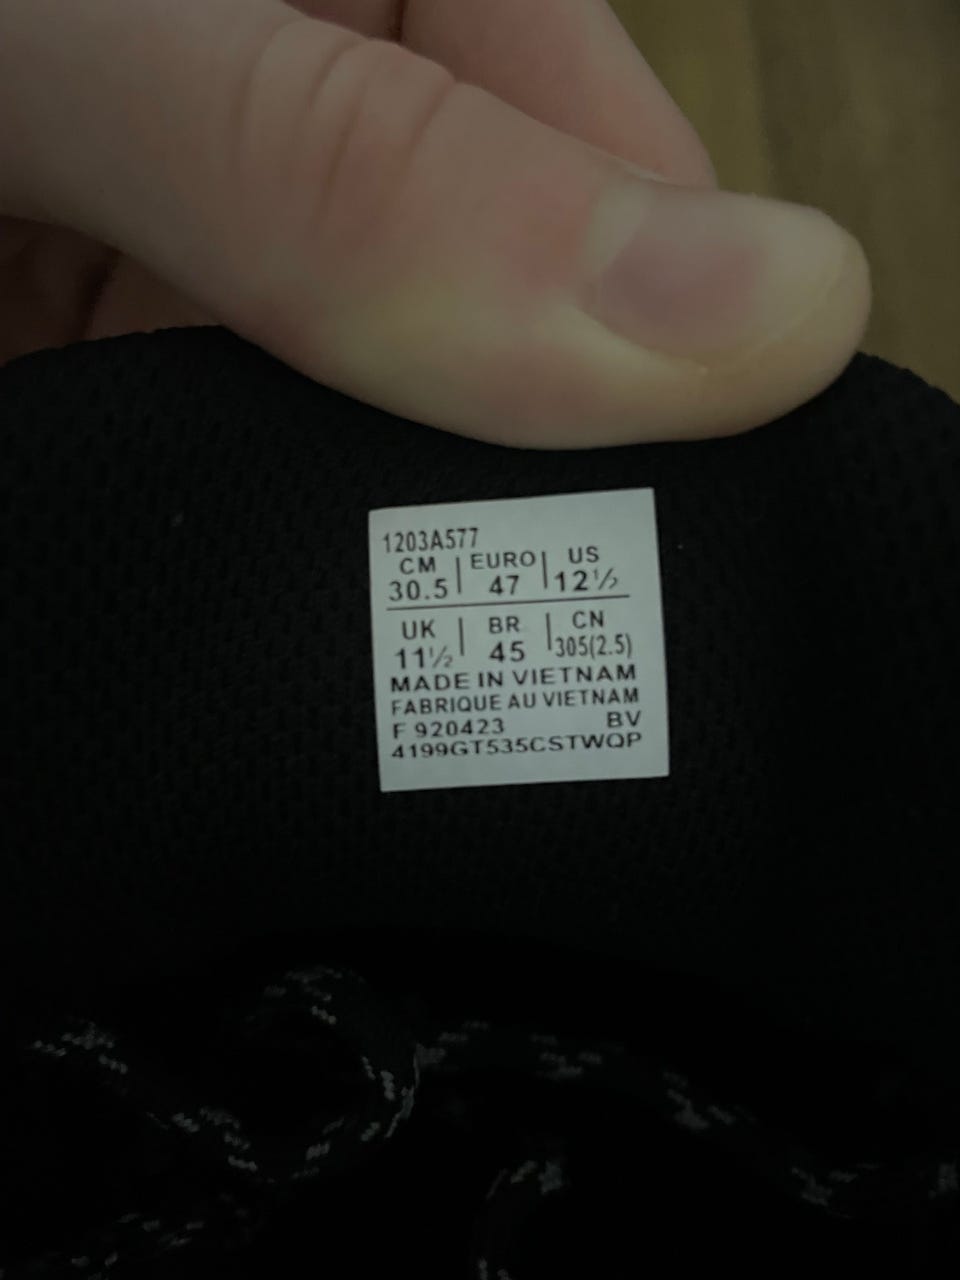 1203A577
CM | EURO | US
30.5 | 47 | 12½
UK | BR | CN
11½ | 45 | 305(2.5)
MADE IN VIETNAM
FABRIQUE AU VIETNAM
F 920423 BV
4199GT535CSTWQP